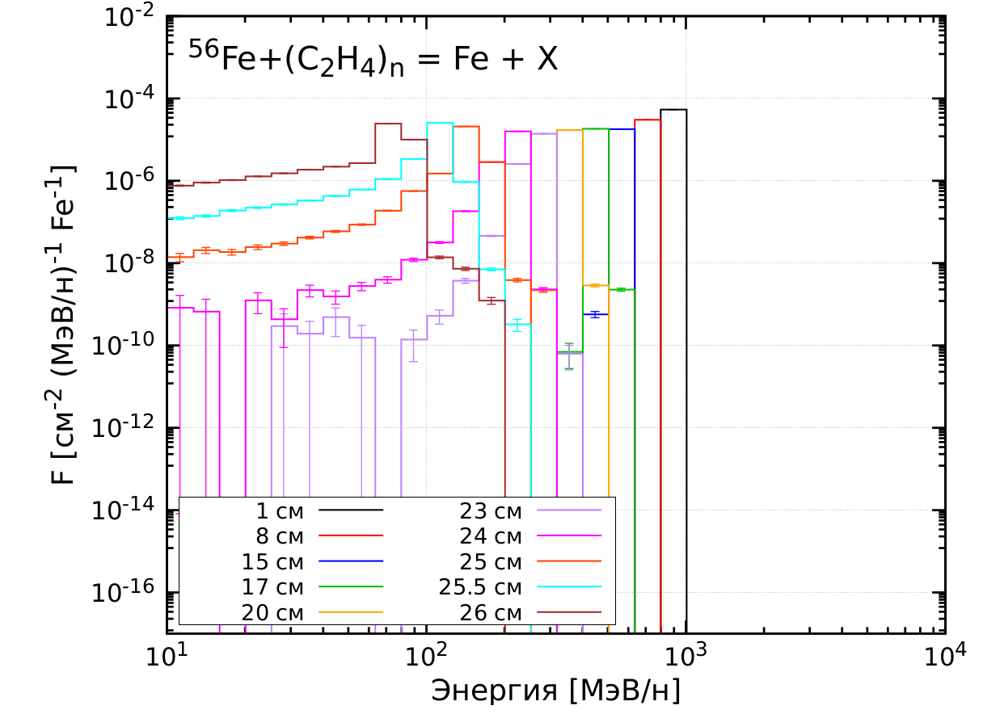 ⁵⁶Fe+(C₂H₄)ₙ = Fe + X
F [см⁻² (МэВ/н)⁻¹ Fe⁻¹]
10⁻²
10⁻⁴
10⁻⁶
10⁻⁸
10⁻¹⁰
10⁻¹²
10⁻¹⁴
10⁻¹⁶
1 см
8 см
15 см
17 см
20 см
23 см
24 см
25 см
25.5 см
26 см
10¹ 10² 10³ 10⁴
Энергия [МэВ/н]